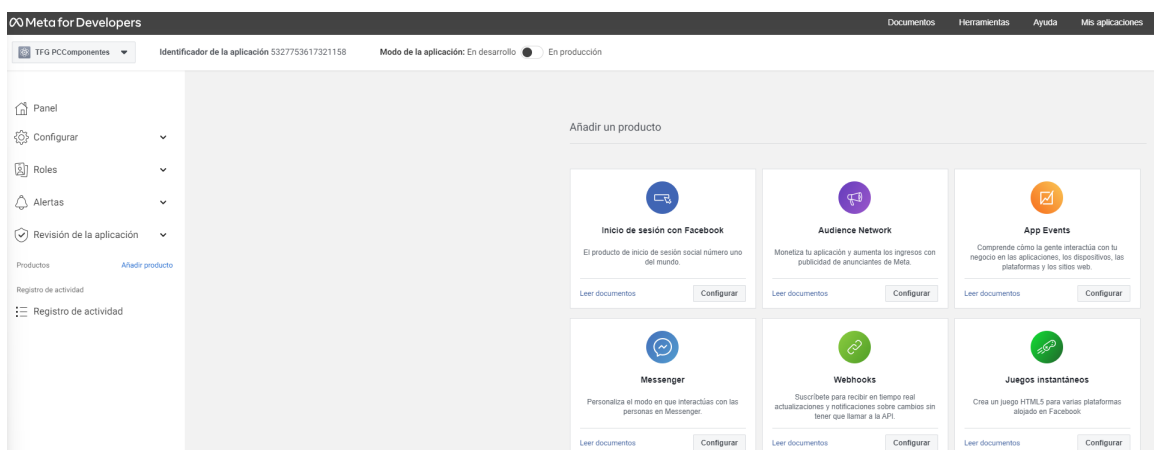 Meta for Developers
Documentos Herramientas Ayuda Mis aplicaciones
TFG PCComponentes
Identificador de la aplicación 5327753617321158
Modo de la aplicación: En desarrollo
En producción
Panel
Configurar
Roles
Alertas
Revisión de la aplicación
Productos
Añadir producto
Registro de actividad
Registro de actividad
Añadir un producto
Inicio de sesión con Facebook
El producto de inicio de sesión social número uno
del mundo.
Leer documentos
Configurar
Audience Network
Monetiza tu aplicación y aumenta los ingresos con
publicidad de anunciantes de Meta.
Leer documentos
Configurar
App Events
Comprende cómo la gente interactúa con tu
negocio en las aplicaciones, los dispositivos, las
plataformas y los sitios web.
Leer documentos
Configurar
Messenger
Personaliza el modo en que interactúas con las
personas en Messenger.
Leer documentos
Configurar
Webhooks
Suscríbete para recibir en tiempo real
actualizaciones y notificaciones sobre cambios sin
tener que llamar a la API.
Leer documentos
Configurar
Juegos instantáneos
Crea un juego HTML5 para varias plataformas
alojado en Facebook
Leer documentos
Configurar